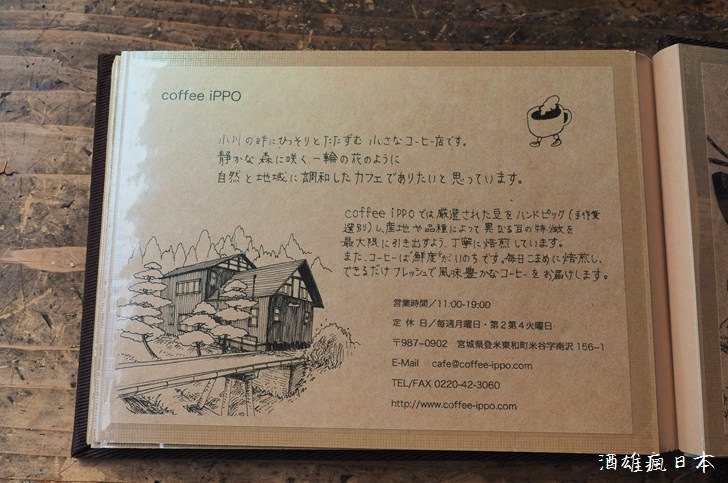 coffee iPPO
小川の畔にひっそりとたたずむ 小さなコーヒー店です。
静かな森に咲く、一輪の花のように
自然と地域に調和したカフェでありたいと思っています。
coffee iPPOでは厳選された豆をハンドピック(手作業
選別)し、産地や品種によって異なる豆の特徴を
最大限に引き出すよう、丁寧に焙煎しています。
また、コーヒーは"鮮度"がいのちです。毎日こまめに焙煎し、
できるだけフレッシュで風味豊かなコーヒーをお届けします。
営業時間/11:00-19:00
定 休 日/毎週月曜日・第2第4火曜日
〒987-0902 宮城県登米東和町米谷字南沢 156-1
E-Mail cafe@coffee-ippo.com
TEL/FAX 0220-42-3060
http://www.coffee-ippo.com
酒雄瘋日本